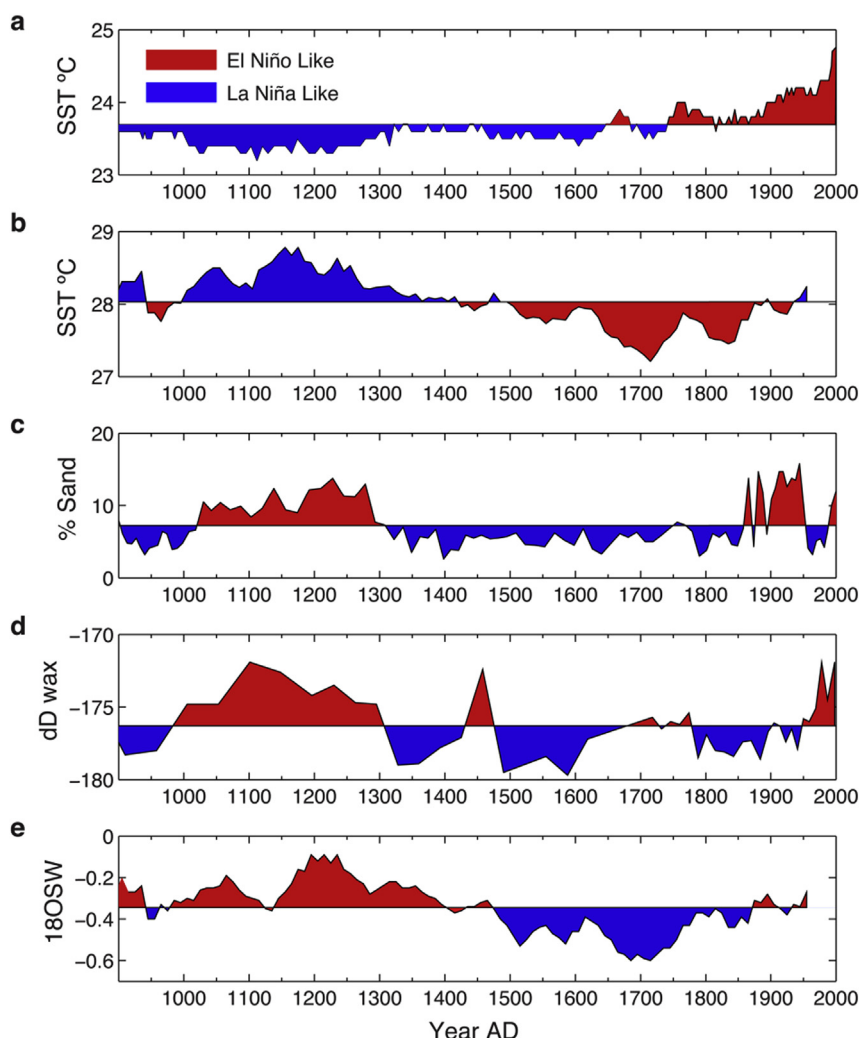 a
25
24
23
SST ºC
El Niño Like
La Niña Like
1000 1100 1200 1300 1400 1500 1600 1700 1800 1900 2000
b
29
28
27
SST ºC
1000 1100 1200 1300 1400 1500 1600 1700 1800 1900 2000
c
20
10
0
% Sand
1000 1100 1200 1300 1400 1500 1600 1700 1800 1900 2000
d
−170
−175
−180
dD wax
1000 1100 1200 1300 1400 1500 1600 1700 1800 1900 2000
e
0
−0.2
−0.4
−0.6
18OSW
1000 1100 1200 1300 1400 1500 1600 1700 1800 1900 2000
Year AD